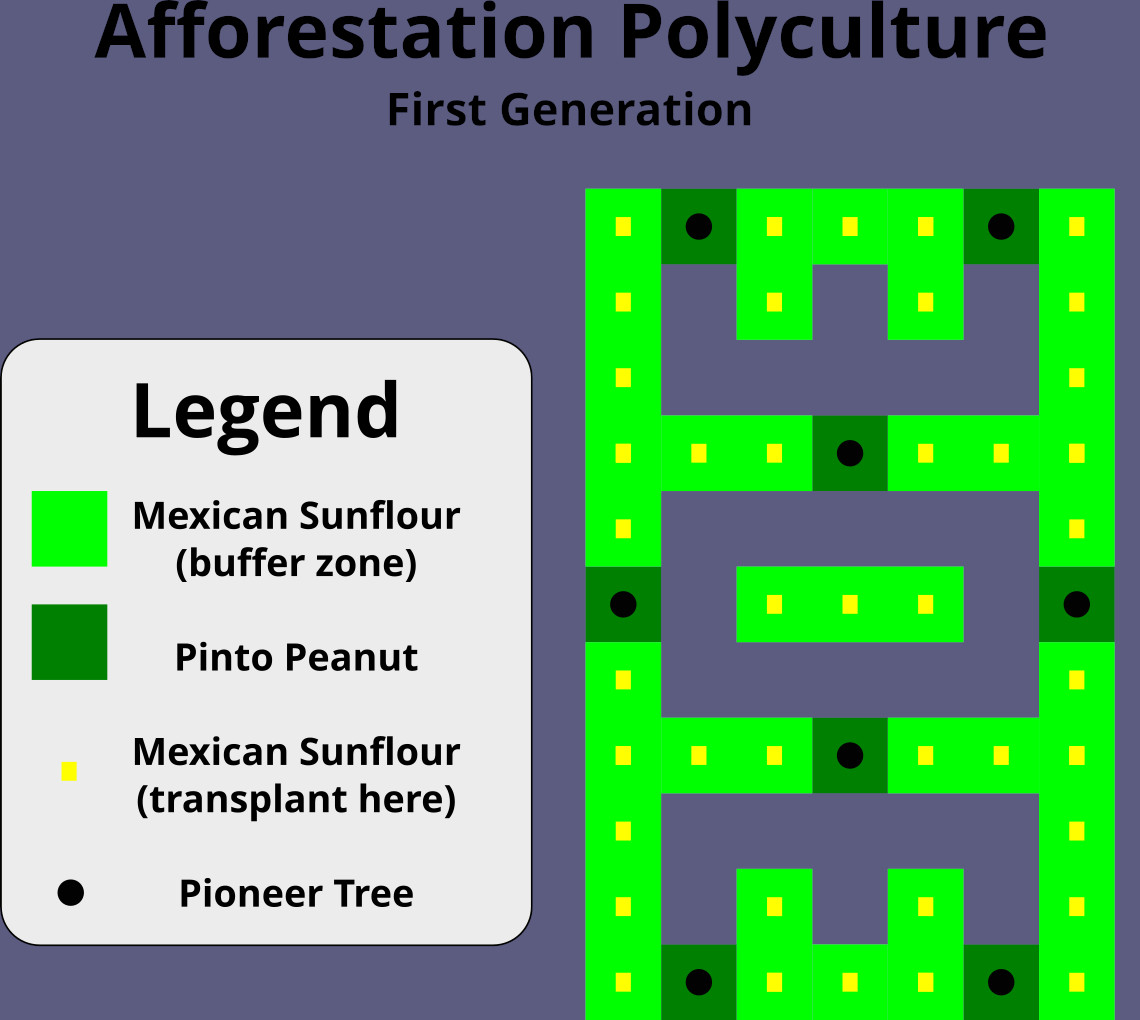 Afforestation Polyculture
First Generation
Legend
Mexican Sunflour
(buffer zone)
Pinto Peanut
Mexican Sunflour
(transplant here)
Pioneer Tree